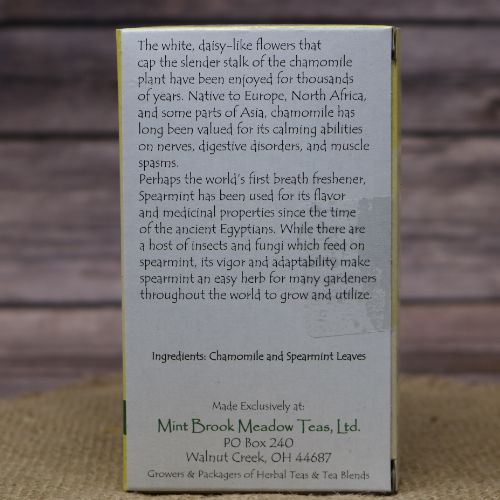 The white, daisy-like flowers that
cap the slender stalk of the chamomile
plant have been enjoyed for thousands
of years. Native to Europe, North Africa,
and some parts of Asia, chamomile has
long been valued for its calming abilities
on nerves, digestive disorders, and muscle
spasms.
Perhaps the world's first breath freshener,
Spearmint has been used for its flavor
and medicinal properties since the time
of the ancient Egyptians. While there are
a host of insects and fungi which feed on
spearmint, its vigor and adaptability make
spearmint an easy herb for many gardeners
throughout the world to grow and utilize.
Ingredients: Chamomile and Spearmint Leaves
Made Exclusively at:
Mint Brook Meadow Teas, Ltd.
PO Box 240
Walnut Creek, OH 44687
Growers & Packagers of Herbal Teas & Tea Blends